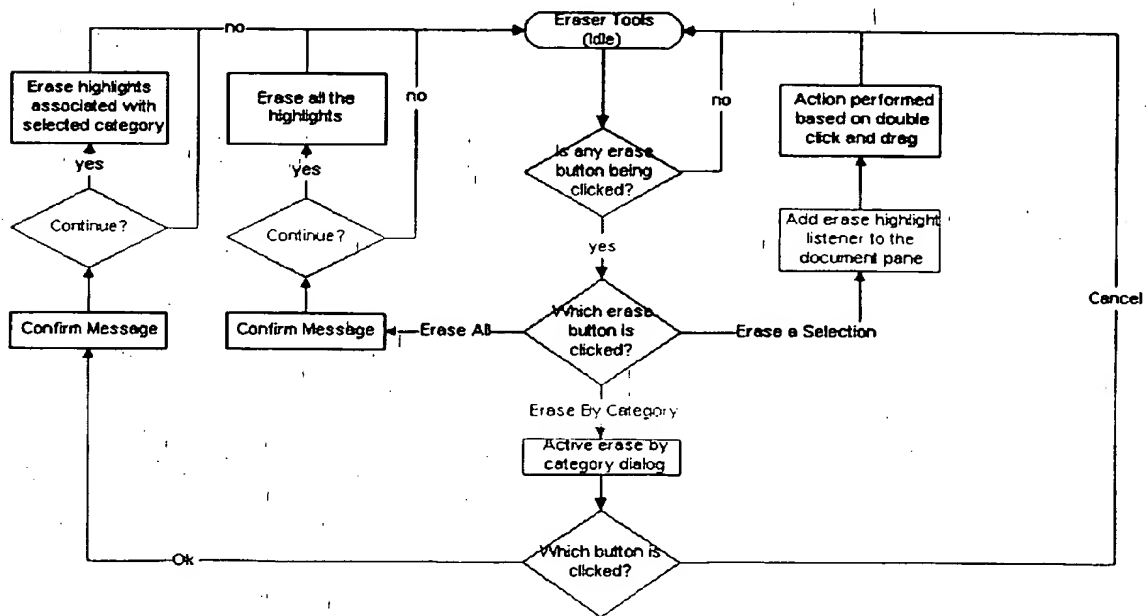 Eraser Tools
(Idle)
no
no
no
Erase highlights
associated with
selected category
Erase all the
highlights
Action performed
based on double
click and drag
yes
yes
Is any erase
button being
clicked?
Continue?
Continue?
Add erase highlight
listener to the
document pane
yes
Cancel
Confirm Message
Confirm Message
Erase All
Which erase
button is
clicked?
Erase a Selection
Erase By Category
Active erase by
category dialog
Ok
Which button is
clicked?